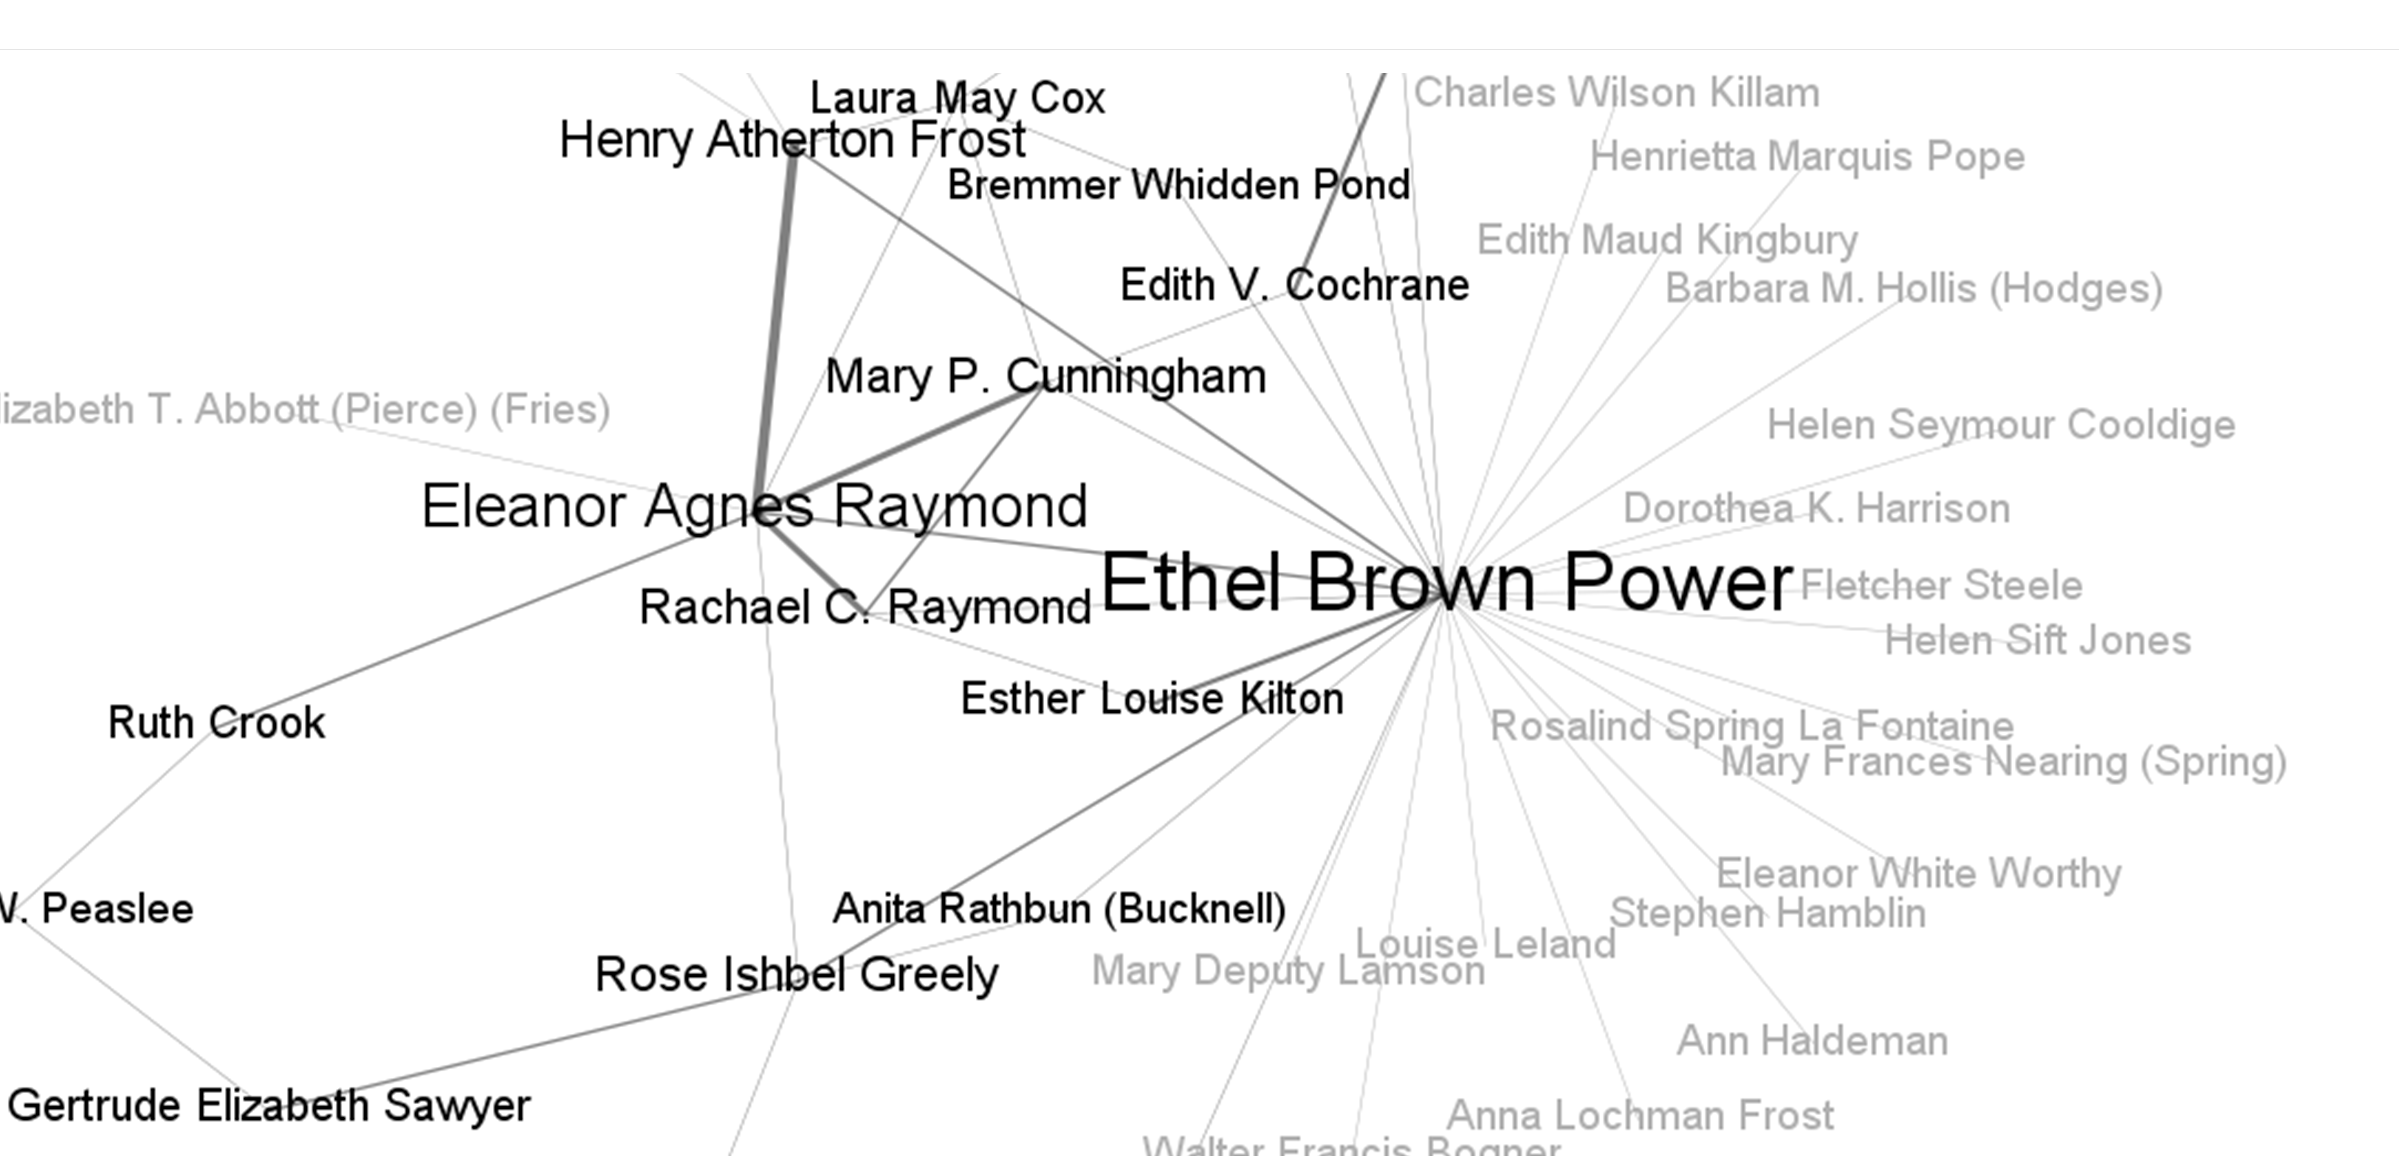 Charles Wilson Killam
Laura May Cox
Henry Atherton Frost
Henrietta Marquis Pope
Bremmer Whidden Pond
Edith Maud Kingbury
Edith V. Cochrane
Barbara M. Hollis (Hodges)
Mary P. Cunningham
lizabeth T. Abbott (Pierce) (Fries)
Helen Seymour Cooldige
Eleanor Agnes Raymond
Dorothea K. Harrison
Ethel Brown Power
Fletcher Steele
Rachael C. Raymond
Helen Sift Jones
Esther Louise Kilton
Ruth Crook
Rosalind Spring La Fontaine
Mary Frances Nearing (Spring)
Eleanor White Worthy
W. Peaslee
Anita Rathbun (Bucknell)
Stephen Hamblin
Louise Leland
Mary Deputy Lamson
Rose Ishbel Greely
Ann Haldeman
Gertrude Elizabeth Sawyer
Anna Lochman Frost
Walter Francis Bogner